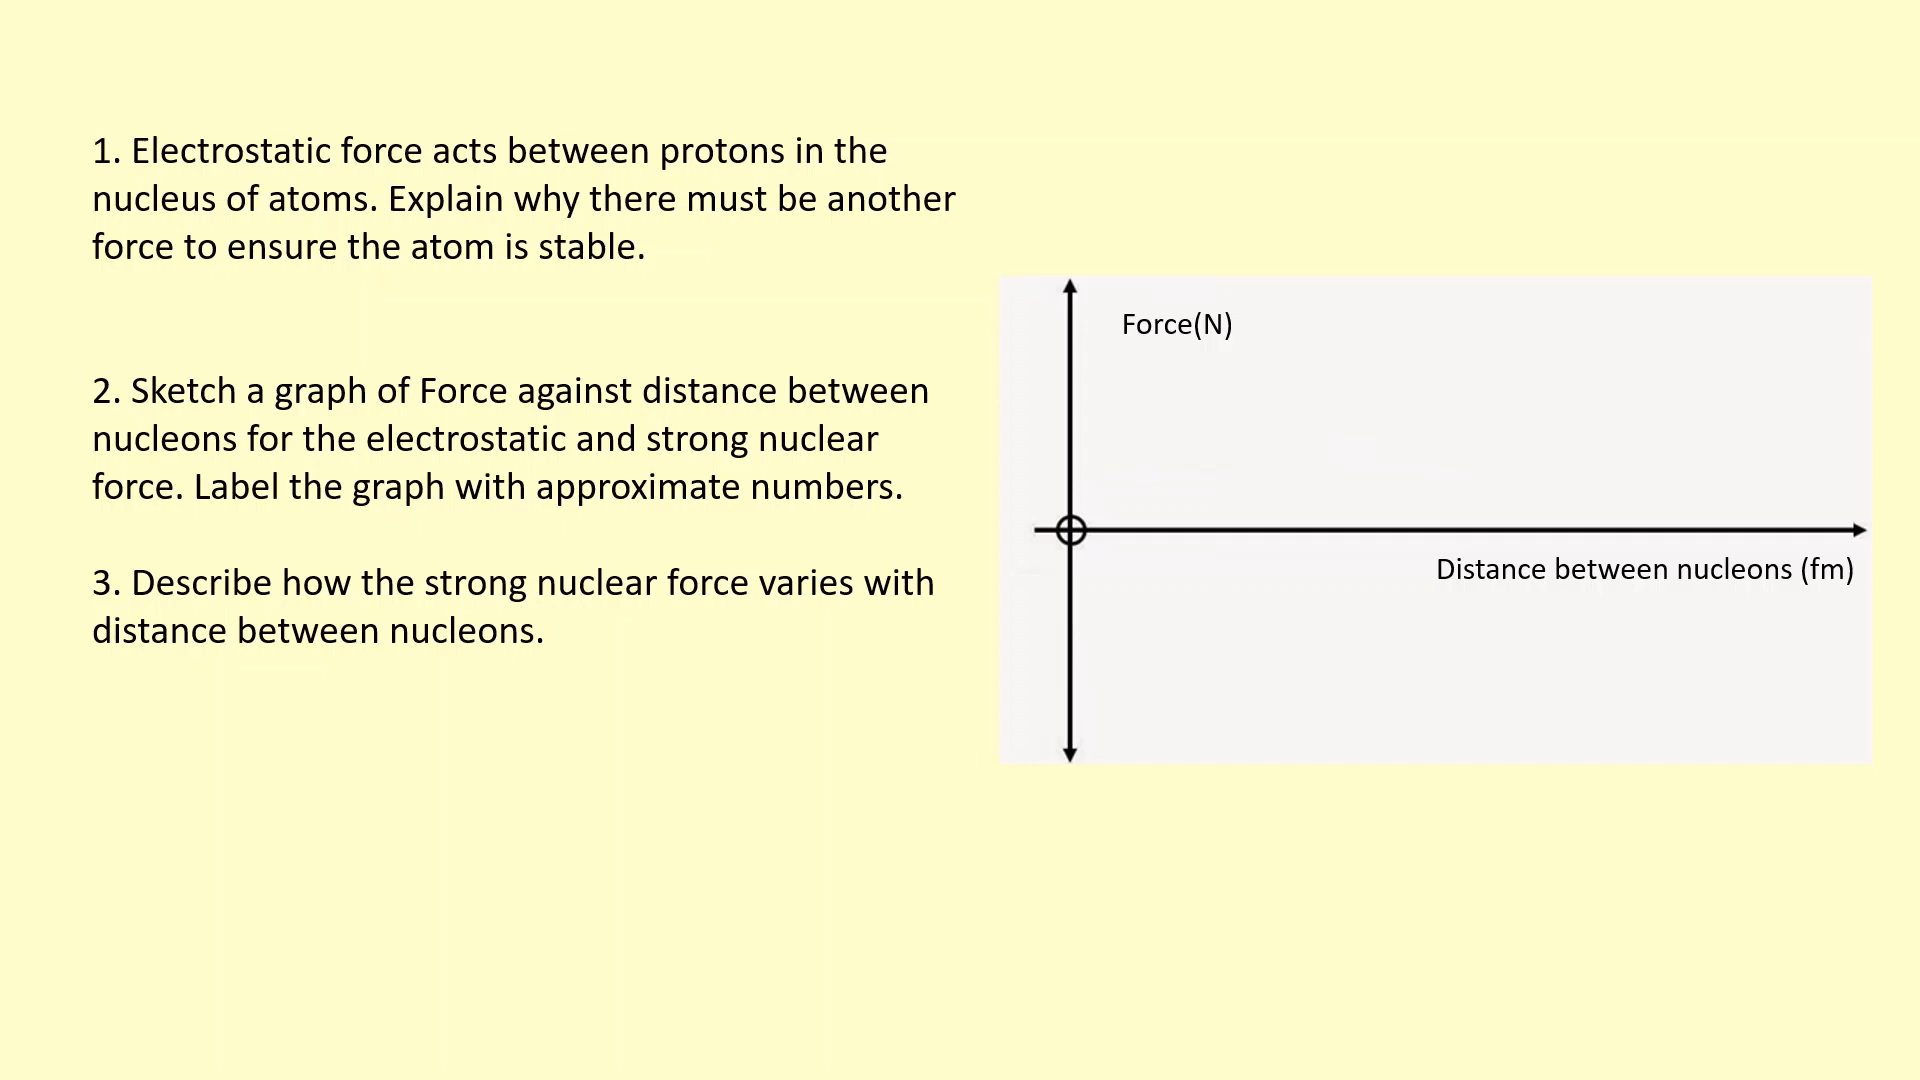 1. Electrostatic force acts between protons in the
nucleus of atoms. Explain why there must be another
force to ensure the atom is stable.
2. Sketch a graph of Force against distance between
nucleons for the electrostatic and strong nuclear
force. Label the graph with approximate numbers.
3. Describe how the strong nuclear force varies with
distance between nucleons.
Force(N)
Distance between nucleons (fm)